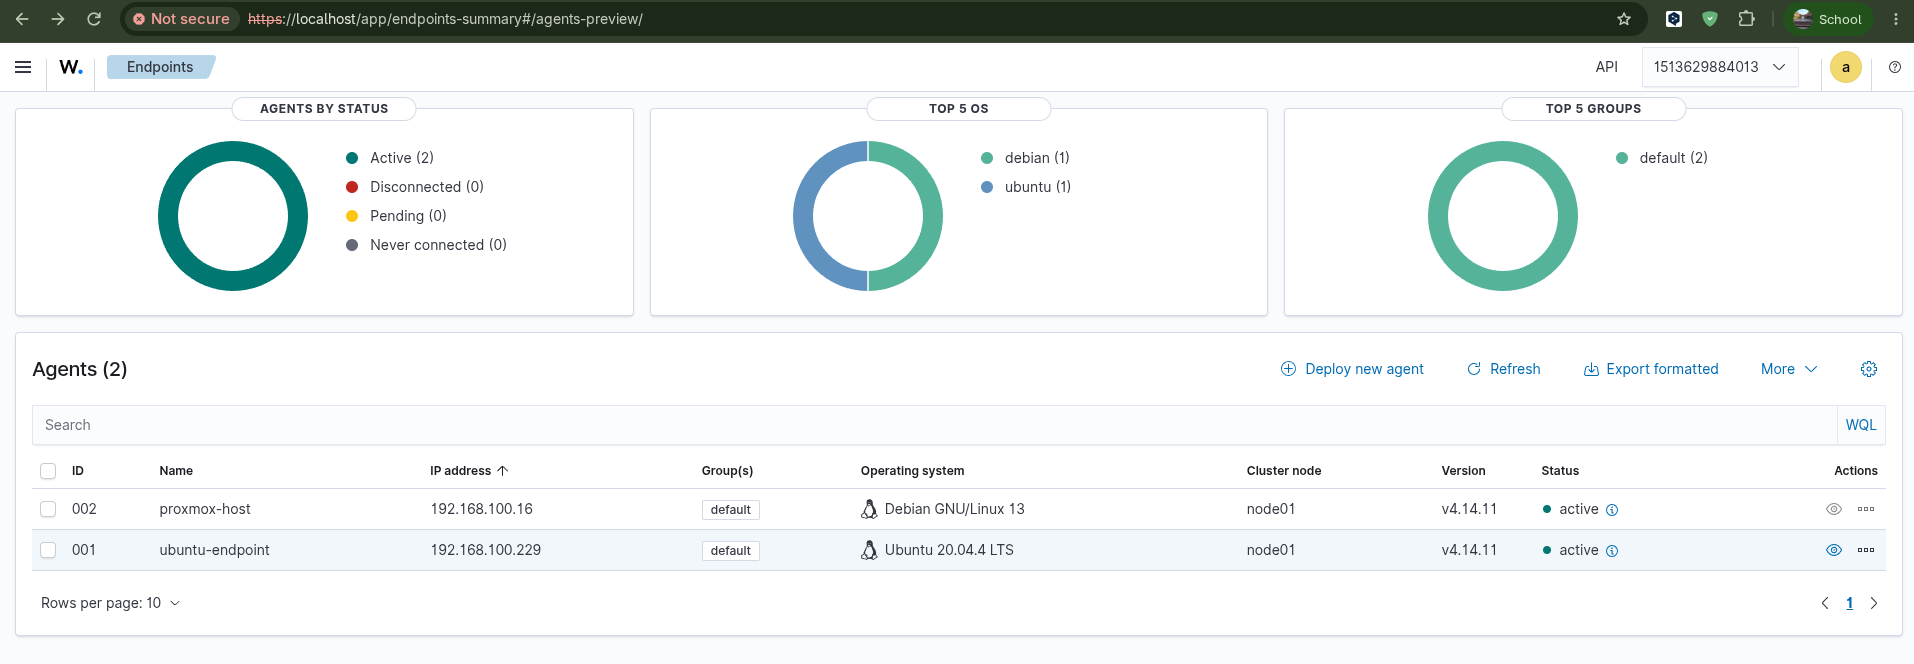 Not secure https://localhost/app/endpoints-summary#/agents-preview/ School
W. Endpoints API 1513629884013 a
AGENTS BY STATUS
Active (2)
Disconnected (0)
Pending (0)
Never connected (0)
TOP 5 OS
debian (1)
ubuntu (1)
TOP 5 GROUPS
default (2)
Agents (2) Deploy new agent Refresh Export formatted More
Search WQL
ID Name IP address Group(s) Operating system Cluster node Version Status Actions
002 proxmox-host 192.168.100.16 default Debian GNU/Linux 13 node01 v4.14.11 active
001 ubuntu-endpoint 192.168.100.229 default Ubuntu 20.04.4 LTS node01 v4.14.11 active
Rows per page: 10 1